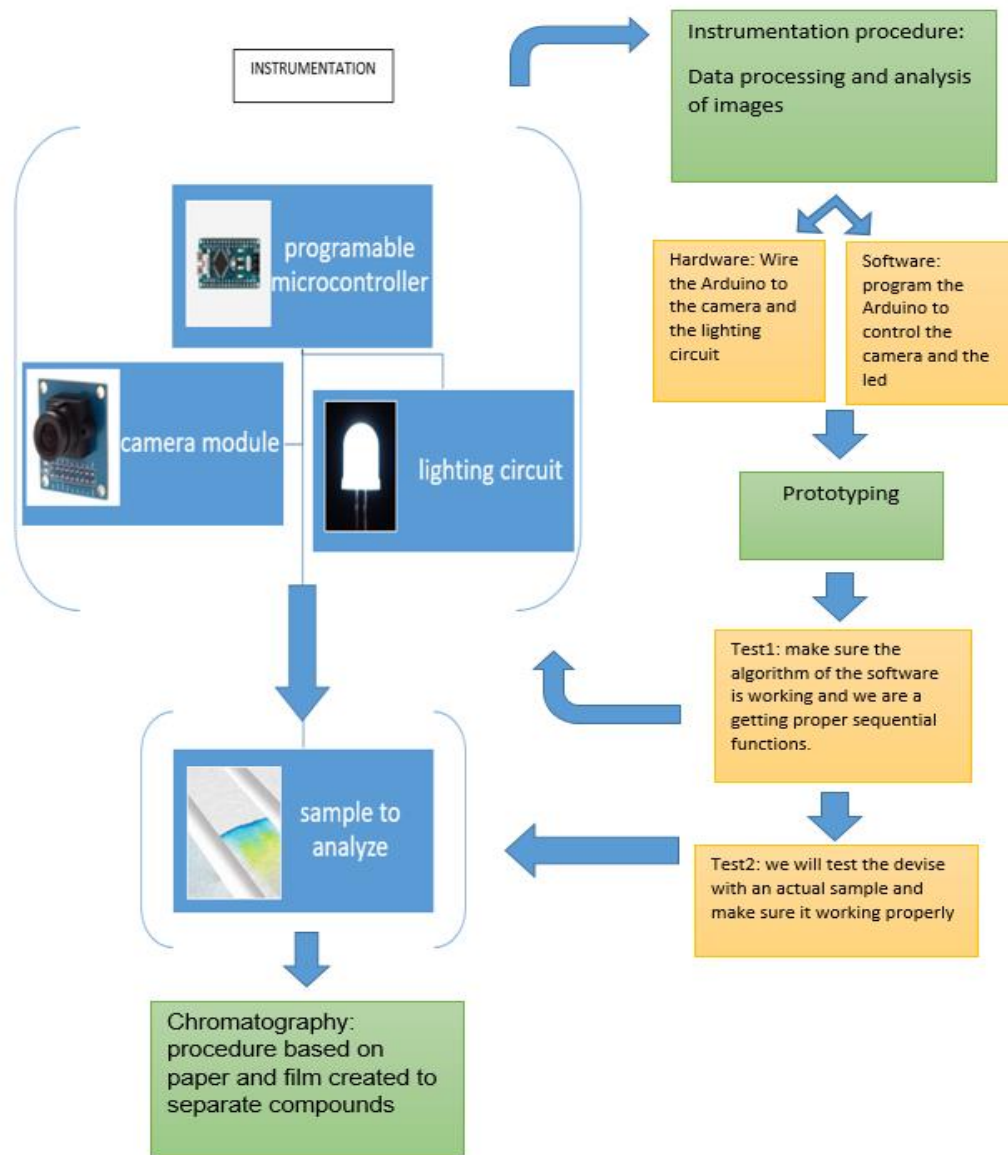 INSTRUMENTATION
programable
microcontroller
camera module
lighting circuit
sample to
analyze
Chromatography:
procedure based on
paper and film created to
separate compounds
Instrumentation procedure:
Data processing and analysis
of images
Hardware: Wire
the Arduino to
the camera and
the lighting
circuit
Software:
program the
Arduino to
control the
camera and the
led
Prototyping
Test1: make sure the
algorithm of the software
is working and we are a
getting proper sequential
functions.
Test2: we will test the devise
with an actual sample and
make sure it working properly